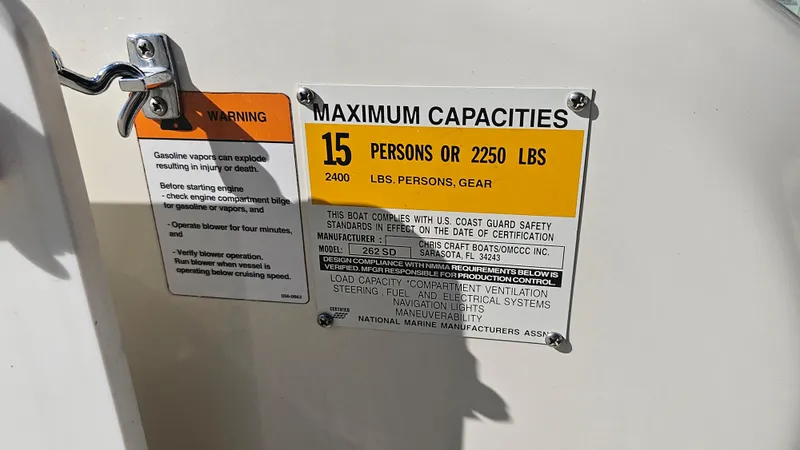 WARNING
Gasoline vapors can explode
resulting in injury or death.
Before starting engine
- check engine compartment bilge
for gasoline or vapors, and
- Operate blower for four minutes,
and
- Verify blower operation.
Run blower when vessel is
operating below cruising speed.
MAXIMUM CAPACITIES
15 PERSONS OR 2250 LBS
2400 LBS. PERSONS, GEAR
THIS BOAT COMPLIES WITH U.S. COAST GUARD SAFETY
STANDARDS IN EFFECT ON THE DATE OF CERTIFICATION
MANUFACTURER : CHRIS CRAFT BOATS/OMCCC INC.
MODEL: 262 SD SARASOTA, FL 34243
DESIGN COMPLIANCE WITH NMMA REQUIREMENTS BELOW IS
VERIFIED. MFGR RESPONSIBLE FOR PRODUCTION CONTROL.
LOAD CAPACITY *COMPARTMENT VENTILATION
STEERING, FUEL AND ELECTRICAL SYSTEMS
NAVIGATION LIGHTS
MANEUVERABILITY
CERTIFIED
NATIONAL MARINE MANUFACTURERS ASSN